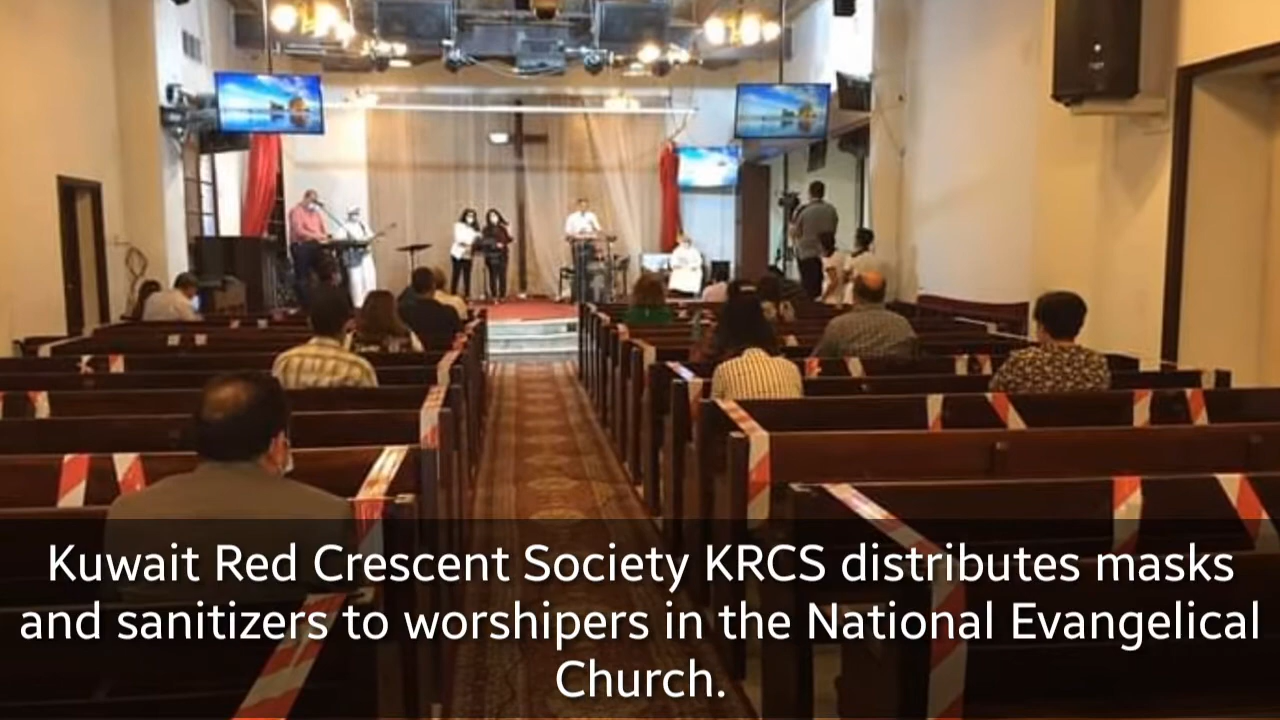 Kuwait Red Crescent Society KRCS distributes masks
and sanitizers to worshipers in the National Evangelical
Church.